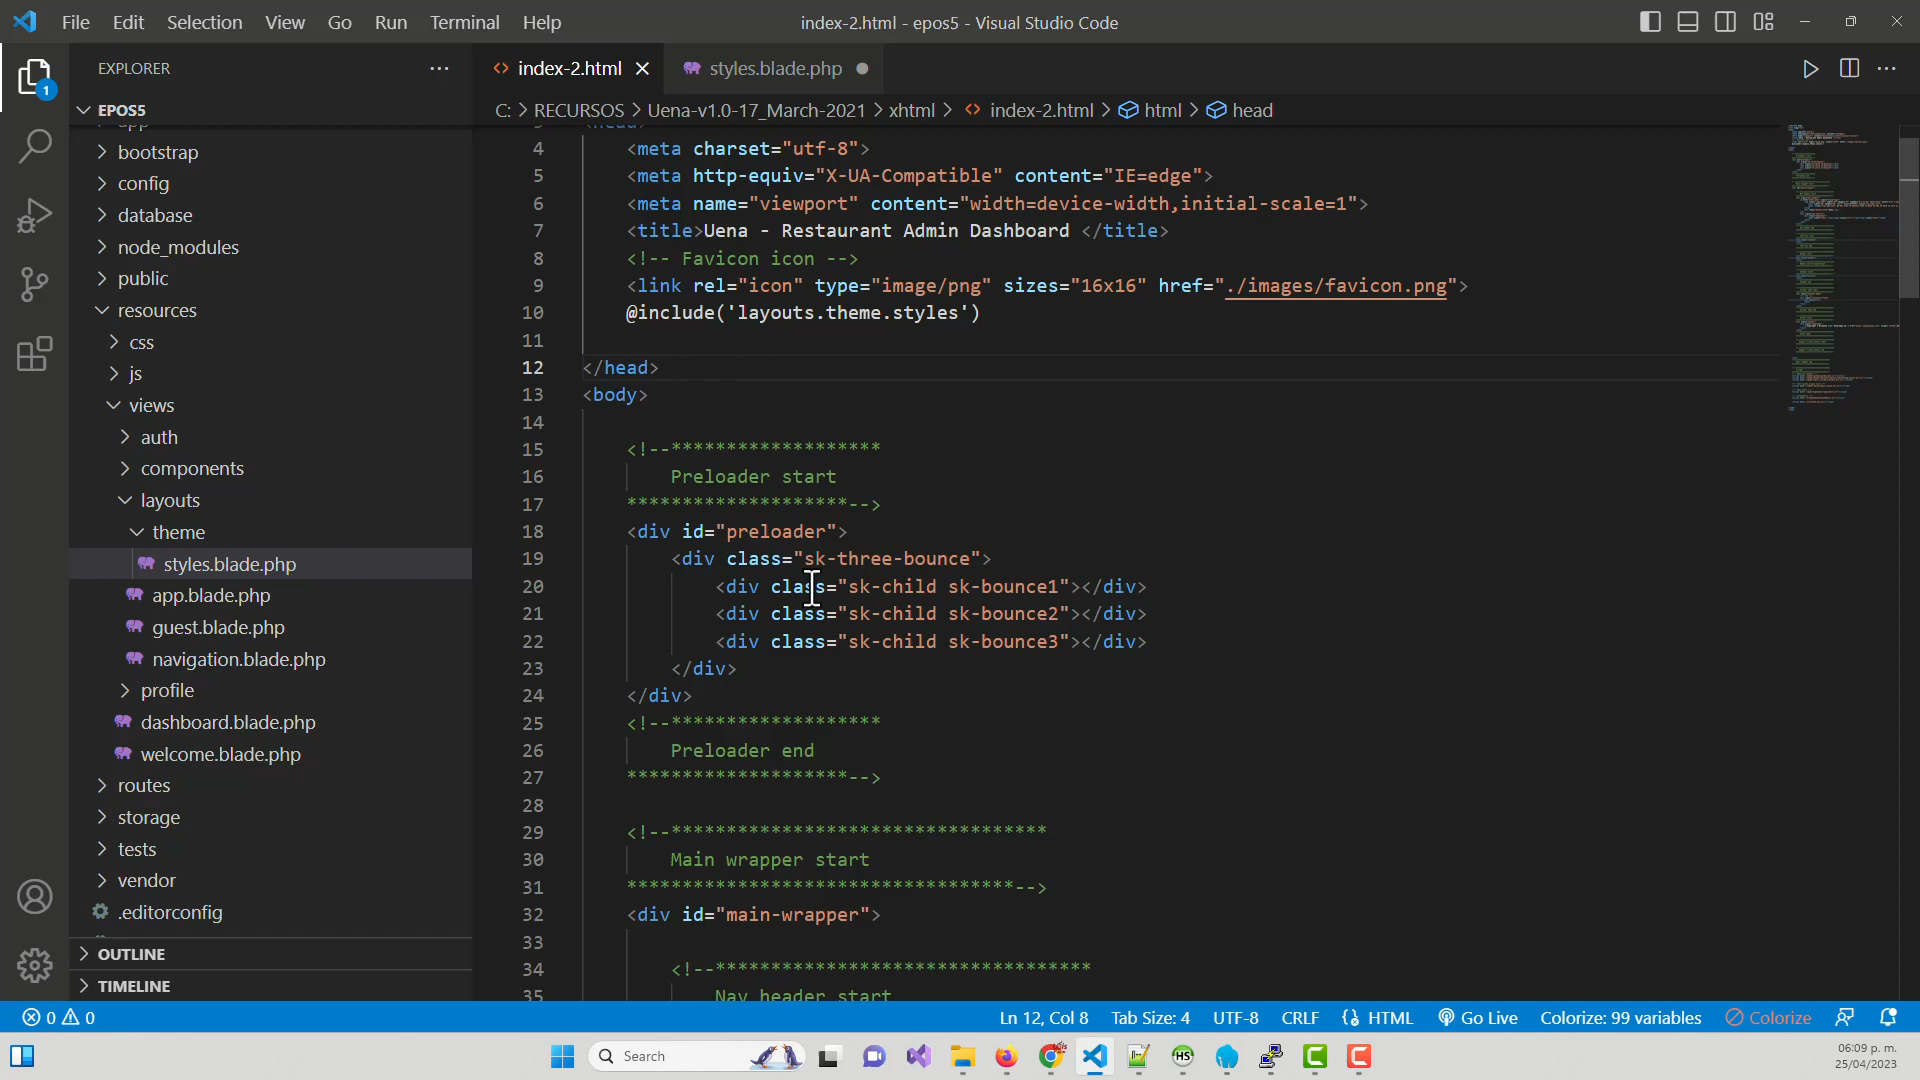 File Edit Selection View Go Run Terminal Help
index-2.html - epos5 - Visual Studio Code
EXPLORER
index-2.html
styles.blade.php
1
EPOS5
C: > RECURSOS > Uena-v1.0-17_March-2021 > xhtml > index-2.html > html > head
bootstrap
config
database
node_modules
public
resources
css
js
views
auth
components
layouts
theme
styles.blade.php
app.blade.php
guest.blade.php
navigation.blade.php
profile
dashboard.blade.php
welcome.blade.php
routes
storage
tests
vendor
.editorconfig
OUTLINE
TIMELINE
4 <meta charset="utf-8">
5 <meta http-equiv="X-UA-Compatible" content="IE=edge">
6 <meta name="viewport" content="width=device-width,initial-scale=1">
7 <title>Uena - Restaurant Admin Dashboard </title>
8 <!-- Favicon icon -->
9 <link rel="icon" type="image/png" sizes="16x16" href="./images/favicon.png">
10 @include('layouts.theme.styles')
11
12 </head>
13 <body>
14
15 <!--*******************
16 Preloader start
17 ********************-->
18 <div id="preloader">
19 <div class="sk-three-bounce">
20 <div class="sk-child sk-bounce1"></div>
21 <div class="sk-child sk-bounce2"></div>
22 <div class="sk-child sk-bounce3"></div>
23 </div>
24 </div>
25 <!--*******************
26 Preloader end
27 ********************-->
28
29 <!--**********************************
30 Main wrapper start
31 ***********************************-->
32 <div id="main-wrapper">
33
34 <!--**********************************
35 Nav header start
0 0
Ln 12, Col 8 Tab Size: 4 UTF-8 CRLF HTML Go Live Colorize: 99 variables Colorize
Search
HS
06:09 p. m.
25/04/2023